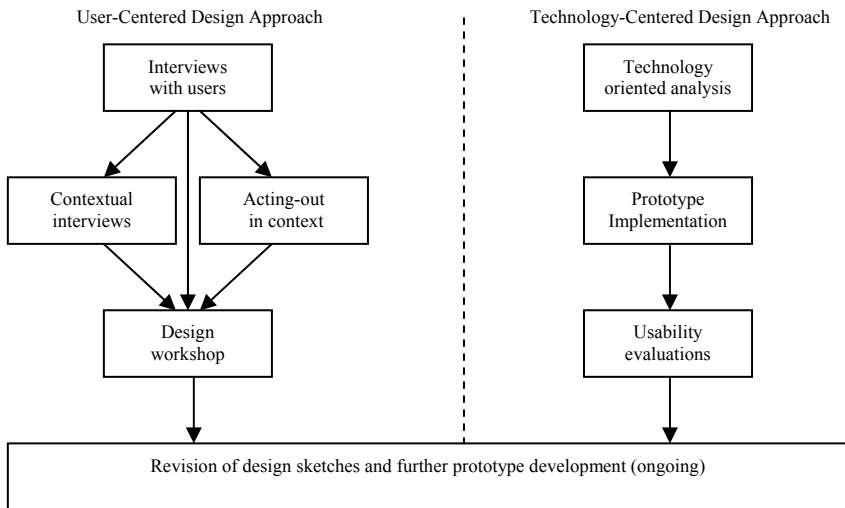 User-Centered Design Approach
Technology-Centered Design Approach
Interviews
with users
Technology
oriented analysis
Contextual
interviews
Acting-out
in context
Prototype
Implementation
Design
workshop
Usability
evaluations
Revision of design sketches and further prototype development (ongoing)